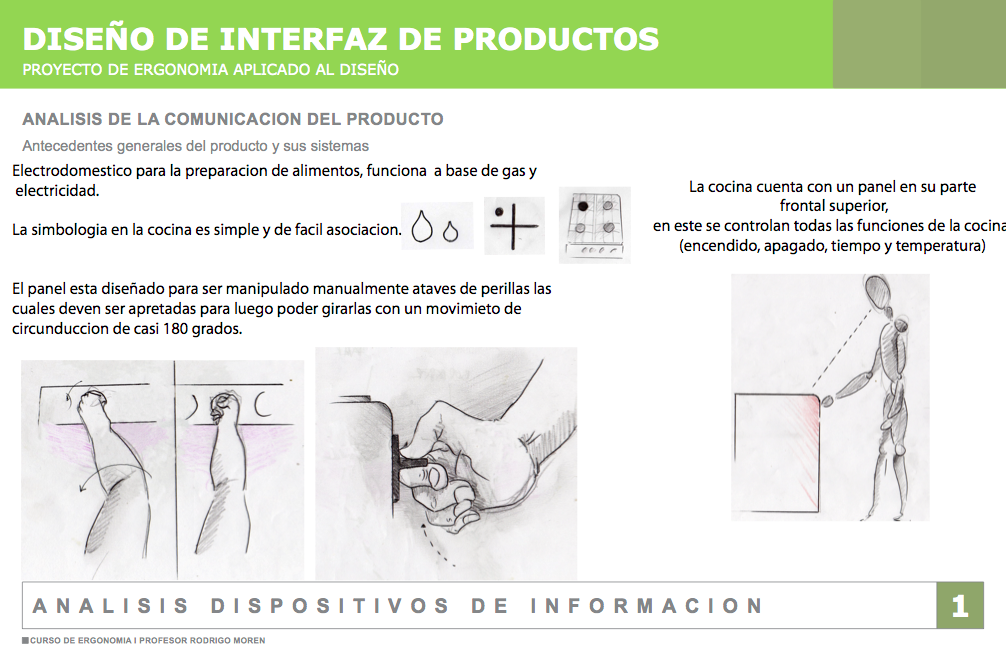 DISEÑO DE INTERFAZ DE PRODUCTOS
PROYECTO DE ERGONOMIA APLICADO AL DISEÑO
ANALISIS DE LA COMUNICACION DEL PRODUCTO
Antecedentes generales del producto y sus sistemas
Electrodomestico para la preparacion de alimentos, funciona a base de gas y
electricidad.
La simbologia en la cocina es simple y de facil asociacion.
El panel esta diseñado para ser manipulado manualmente ataves de perillas las
cuales deven ser apretadas para luego poder girarlas con un movimieto de
circunduccion de casi 180 grados.
La cocina cuenta con un panel en su parte
frontal superior,
en este se controlan todas las funciones de la cocina
(encendido, apagado, tiempo y temperatura)
ANALISIS DISPOSITIVOS DE INFORMACION
1
CURSO DE ERGONOMIA I PROFESOR RODRIGO MOREN